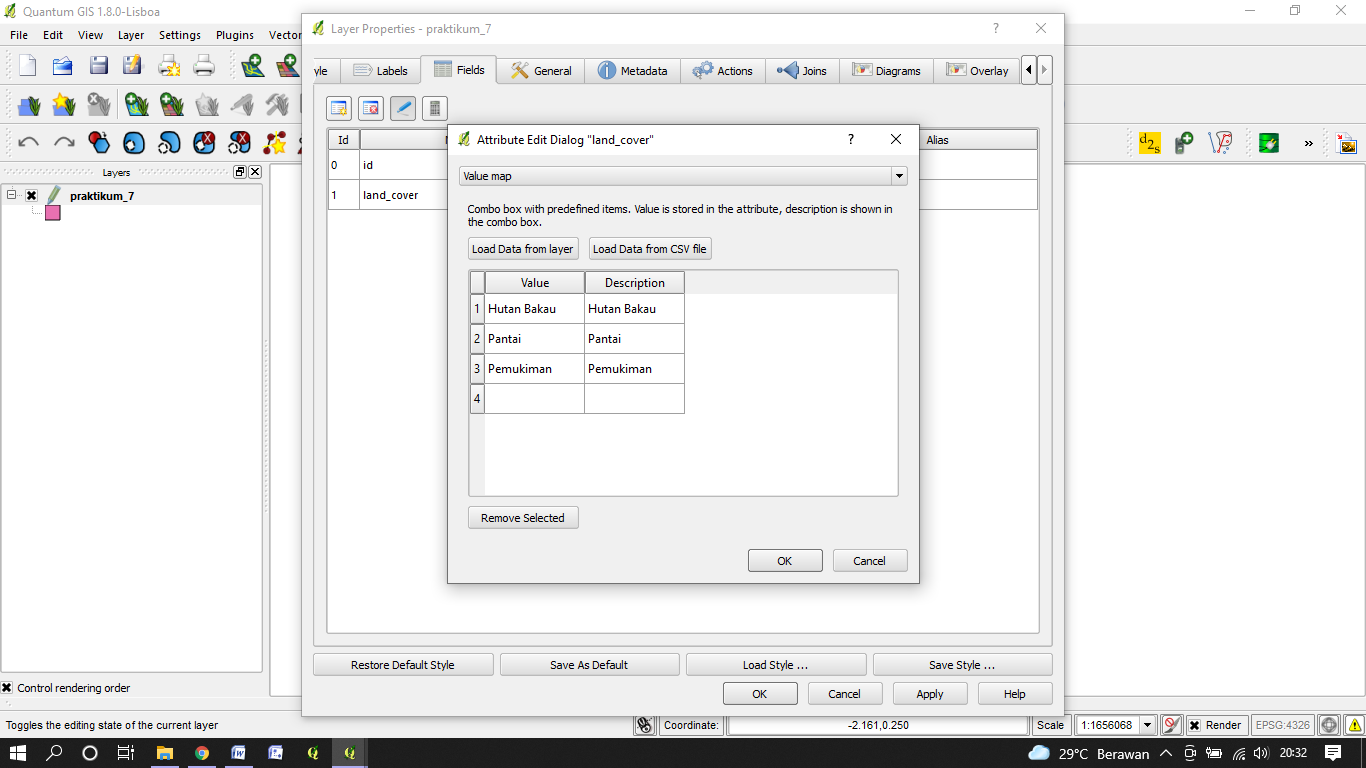 Quantum GIS 1.8.0-Lisboa
File Edit View Layer Settings Plugins Vector
Layers
praktikum_7
Control rendering order
Layer Properties - praktikum_7
?
Labels Fields General Metadata Actions Joins Diagrams Overlay
Id Alias
0 id
1 land_cover
Attribute Edit Dialog "land_cover"
?
Value map
Combo box with predefined items. Value is stored in the attribute, description is shown in
the combo box.
Load Data from layer Load Data from CSV file
Value Description
1 Hutan Bakau Hutan Bakau
2 Pantai Pantai
3 Pemukiman Pemukiman
4
Remove Selected
OK Cancel
Restore Default Style Save As Default Load Style ... Save Style ...
OK Cancel Apply Help
d2s
»
Toggles the editing state of the current layer
Coordinate: -2.161,0.250 Scale 1:1656068 Render EPSG:4326
29°C Berawan 20:32